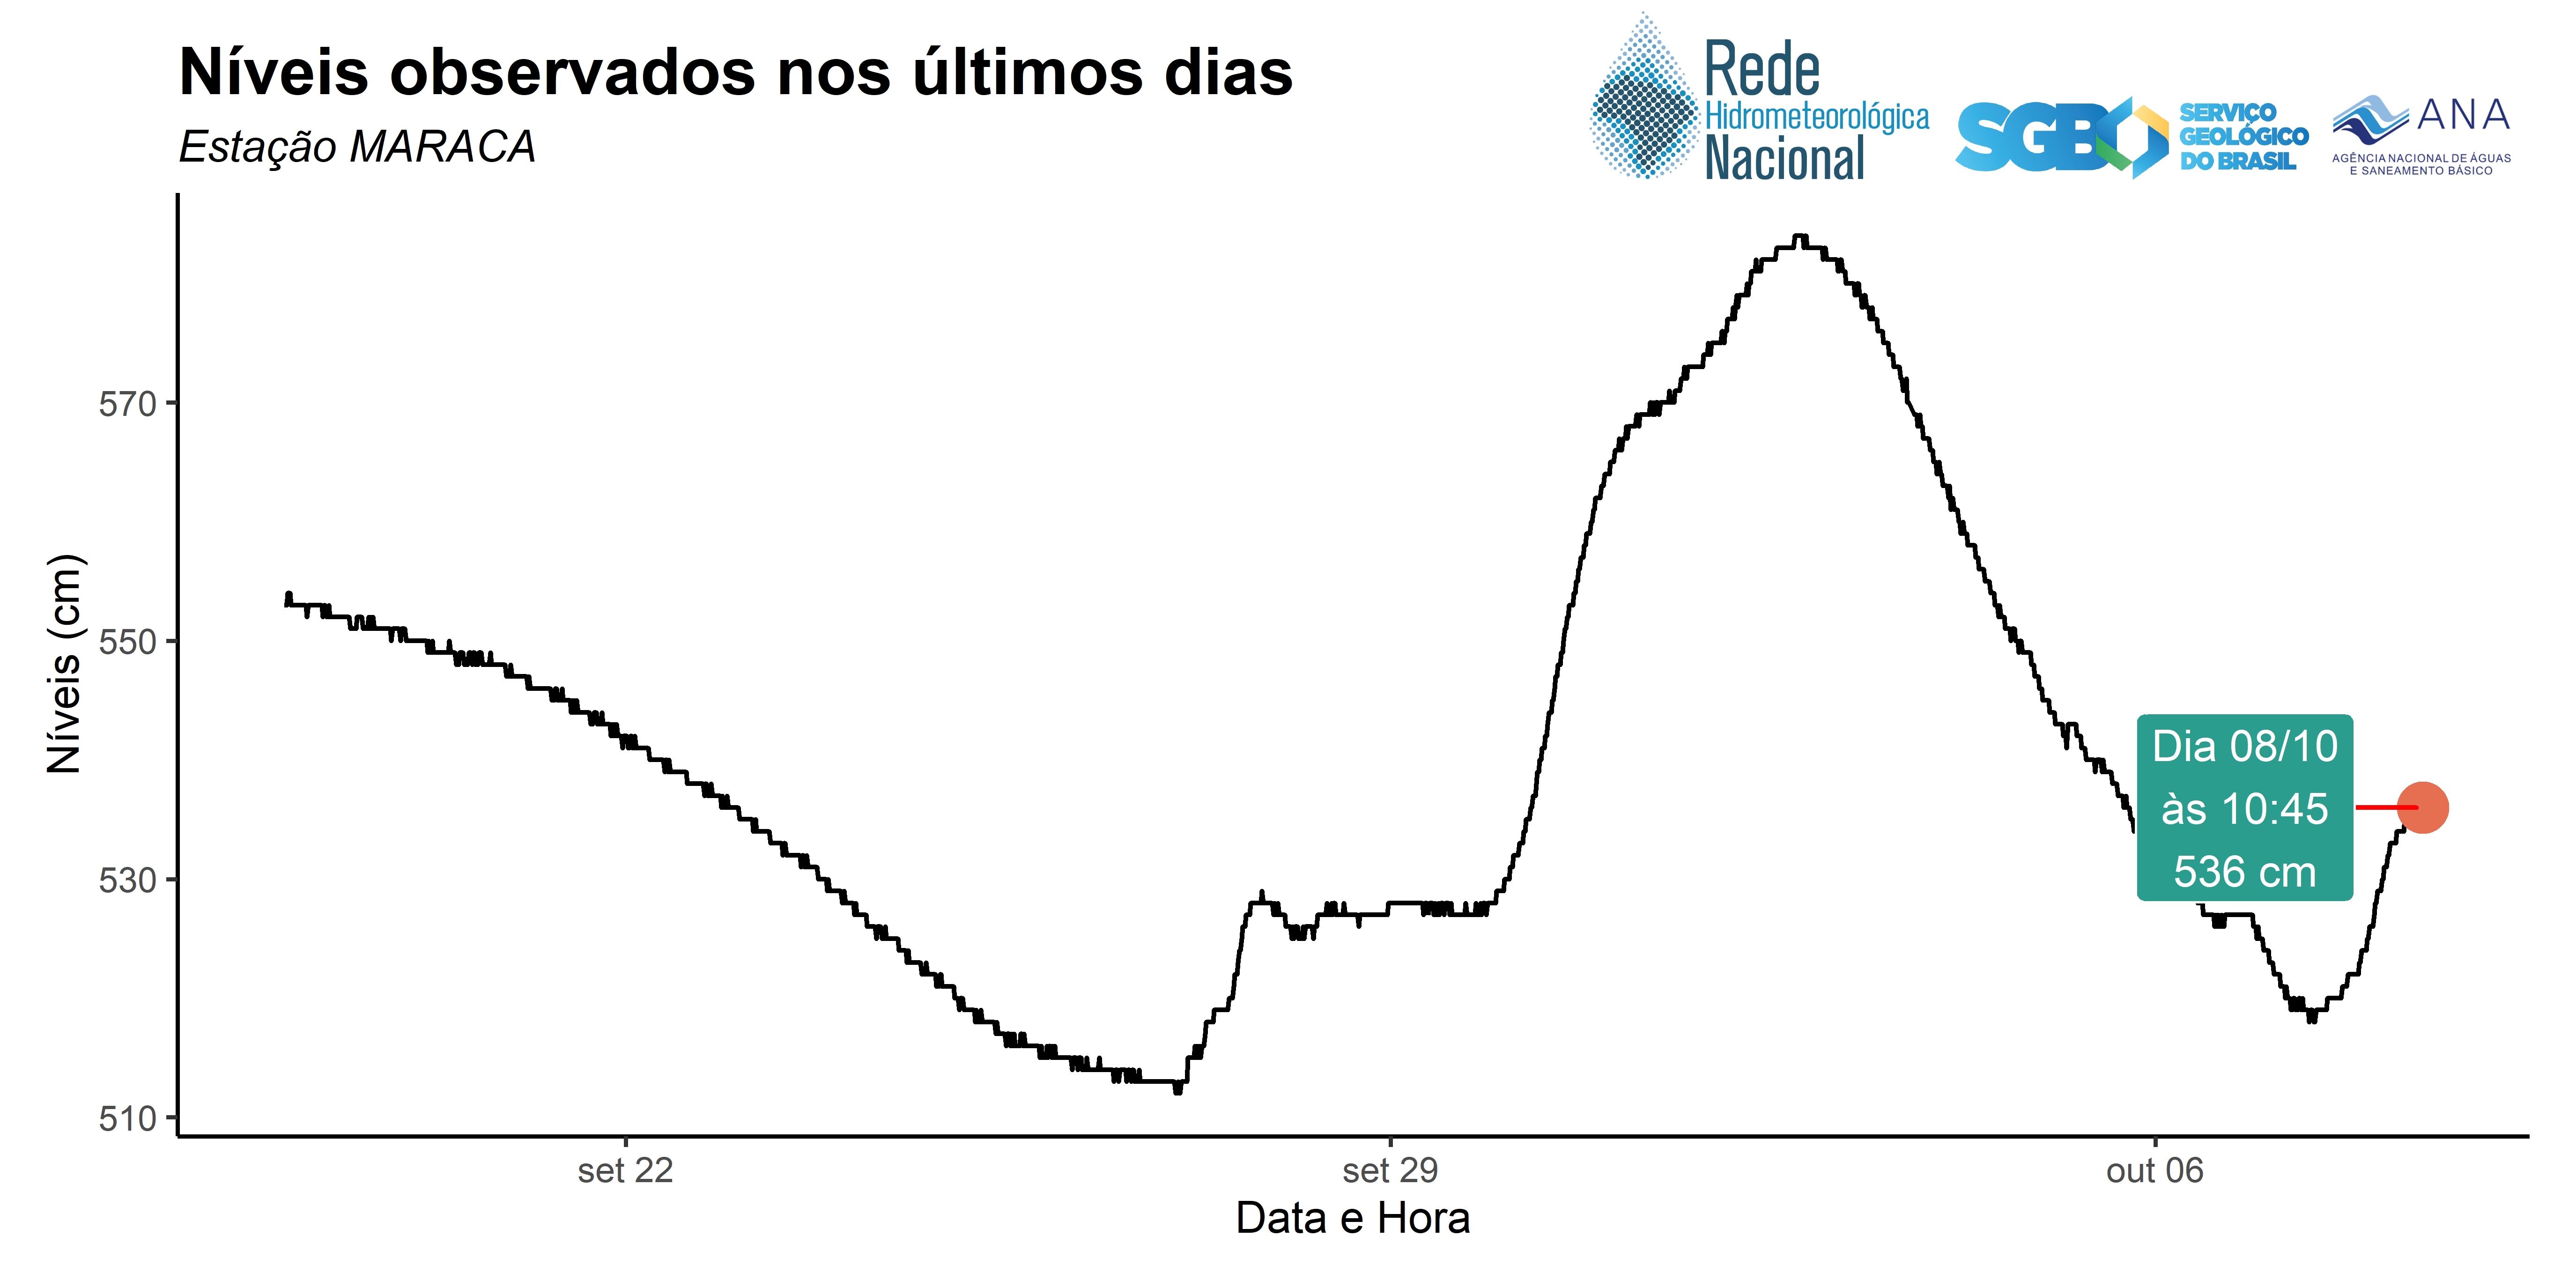 Níveis observados nos últimos dias
Estação MARACA
Rede
Hidrometeorológica
Nacional
SGB
SERVIÇO
GEOLÓGICO
DO BRASIL
ANA
AGÊNCIA NACIONAL DE ÁGUAS
E SANEAMENTO BÁSICO
Níveis (cm)
570
550
530
510
Dia 08/10
às 10:45
536 cm
set 22
set 29
out 06
Data e Hora